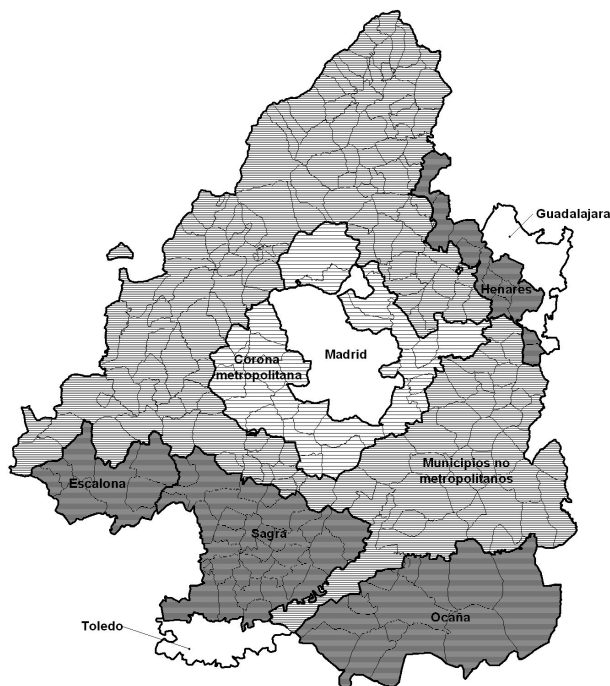 Guadalajara
Henares
Madrid
Corona
metropolitana
Municipios no
metropolitanos
Escalona
Sagra
Ocaña
Toledo